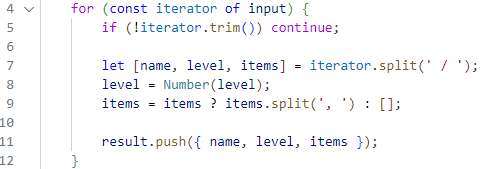 4 for (const iterator of input) {
5 if (!iterator.trim()) continue;
6
7 let [name, level, items] = iterator.split(' / ');
8 level = Number(level);
9 items = items ? items.split(', ') : [];
10
11 result.push({ name, level, items });
12 }